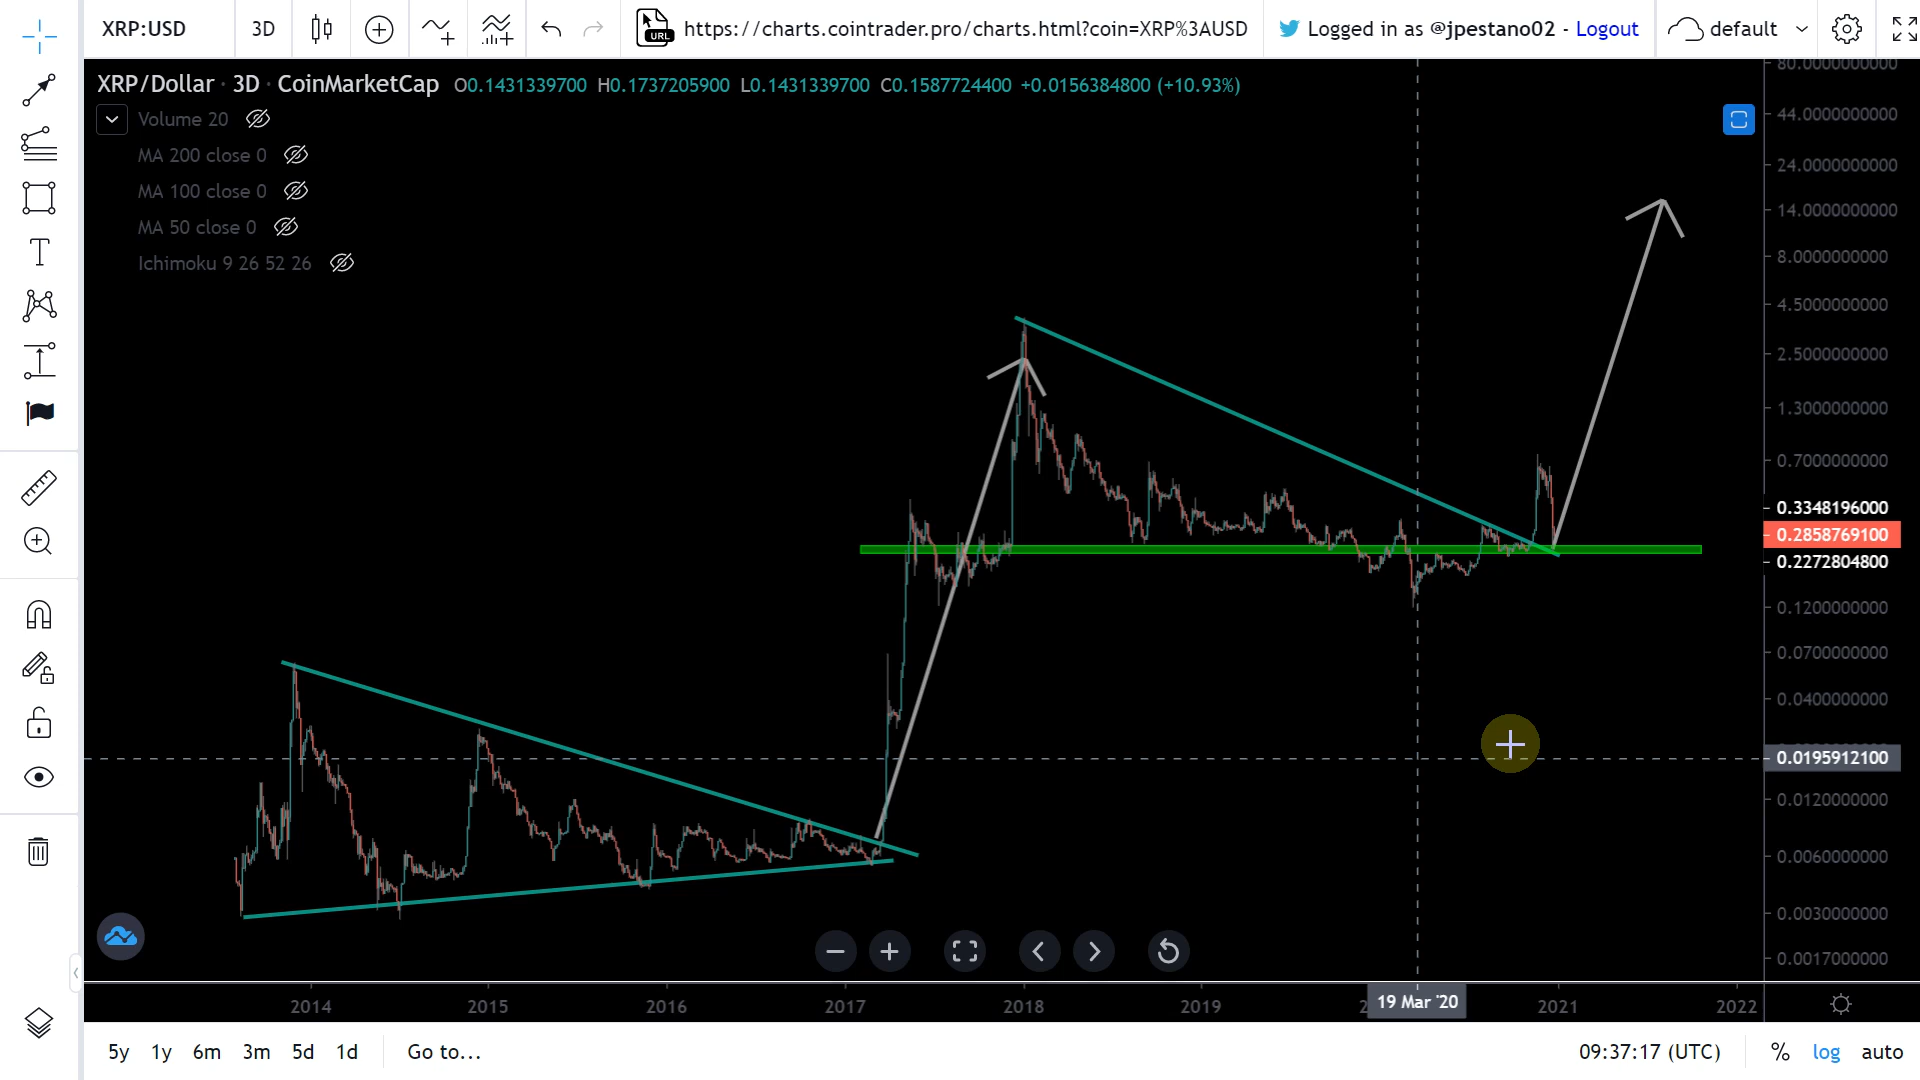 XRP:USD 3D URL https://charts.cointrader.pro/charts.html?coin=XRP%3AUSD Logged in as @jpestano02 - Logout default
XRP/Dollar · 3D · CoinMarketCap O0.1431339700 H0.1737205900 L0.1431339700 C0.1587724400 +0.0156384800 (+10.93%)
Volume 20
MA 200 close 0
MA 100 close 0
MA 50 close 0
Ichimoku 9 26 52 26
80.0000000000
44.0000000000
24.0000000000
14.0000000000
8.0000000000
4.5000000000
2.5000000000
1.3000000000
0.7000000000
0.3348196000
0.2858769100
0.2272804800
0.1200000000
0.0700000000
0.0400000000
0.0195912100
0.0120000000
0.0060000000
0.0030000000
0.0017000000
2014 2015 2016 2017 2018 2019 19 Mar '20 2021 2022
5y 1y 6m 3m 5d 1d Go to... 09:37:17 (UTC) % log auto